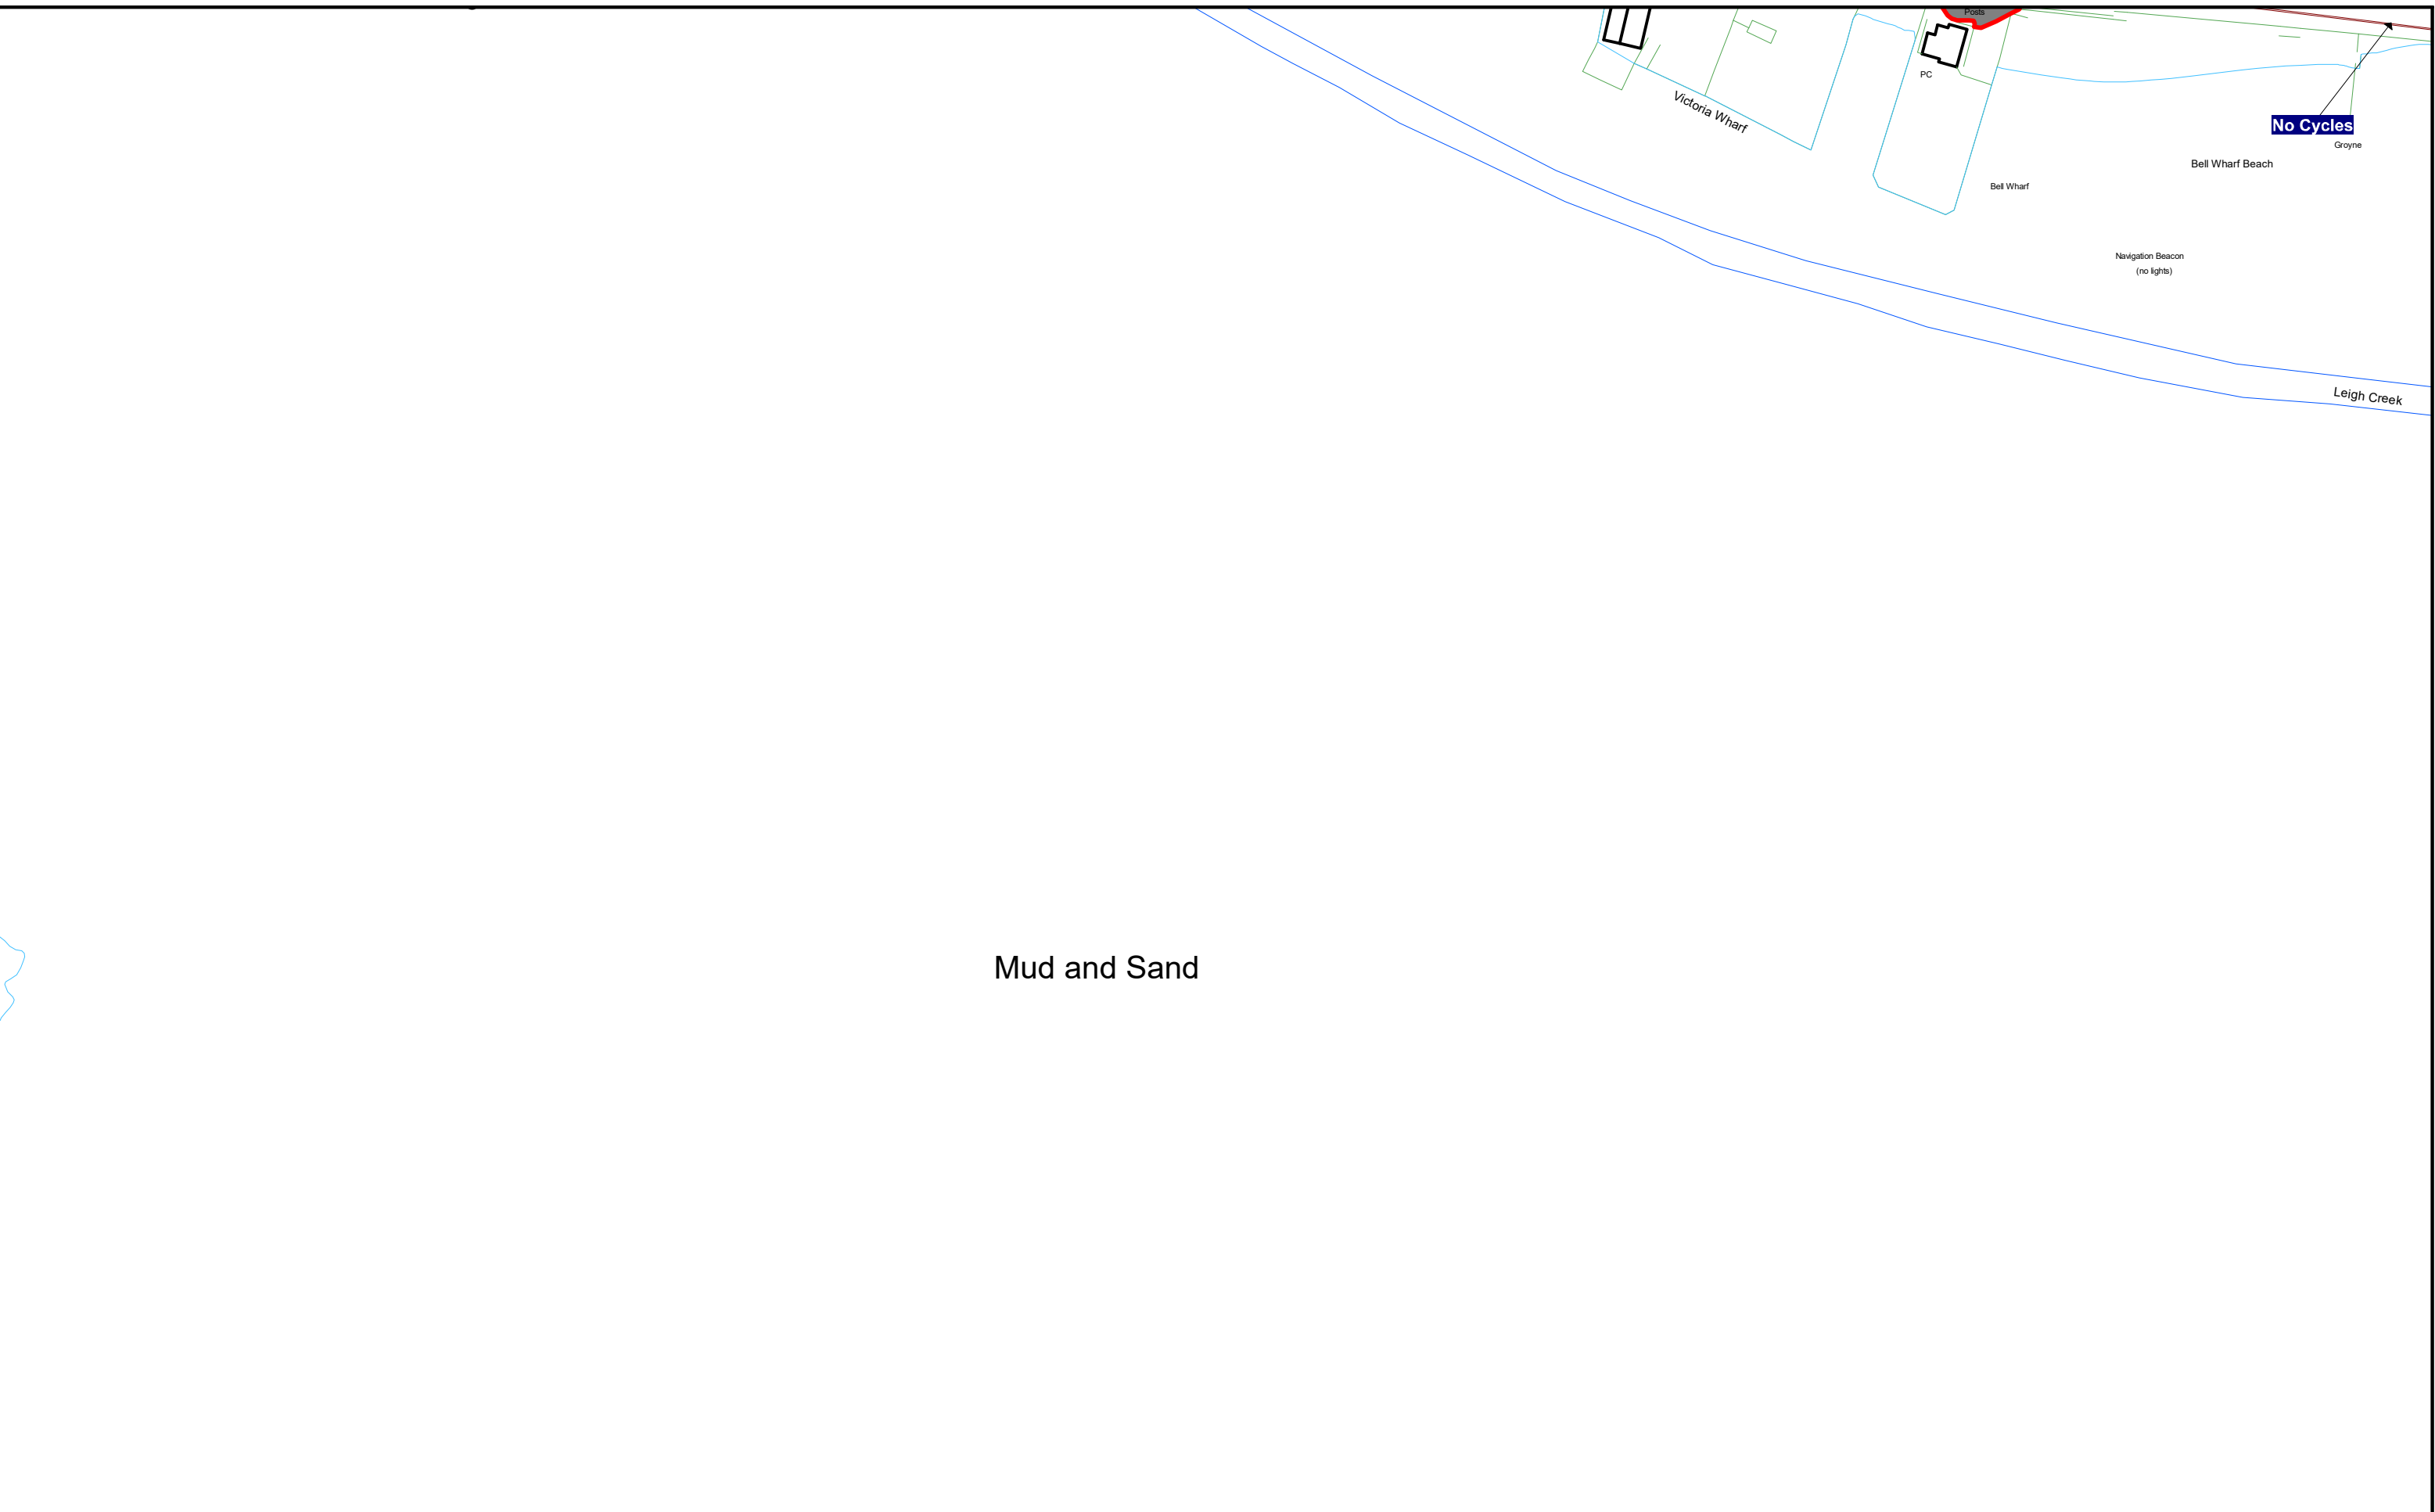 Posts
PC
Victoria Wharf
No Cycles
Groyne
Bell Wharf Beach
Bell Wharf
Navigation Beacon
(no lights)
Leigh Creek
Mud and Sand